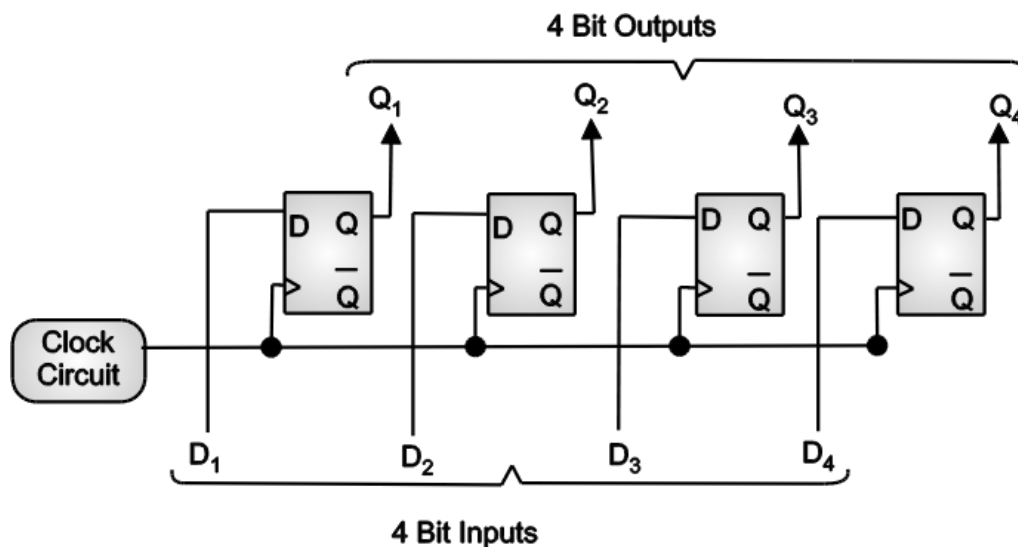 4 Bit Outputs
Q1 Q2 Q3 Q4
D Q D Q D Q D Q
Q̅ Q̅ Q̅ Q̅
Clock
Circuit
D1 D2 D3 D4
4 Bit Inputs